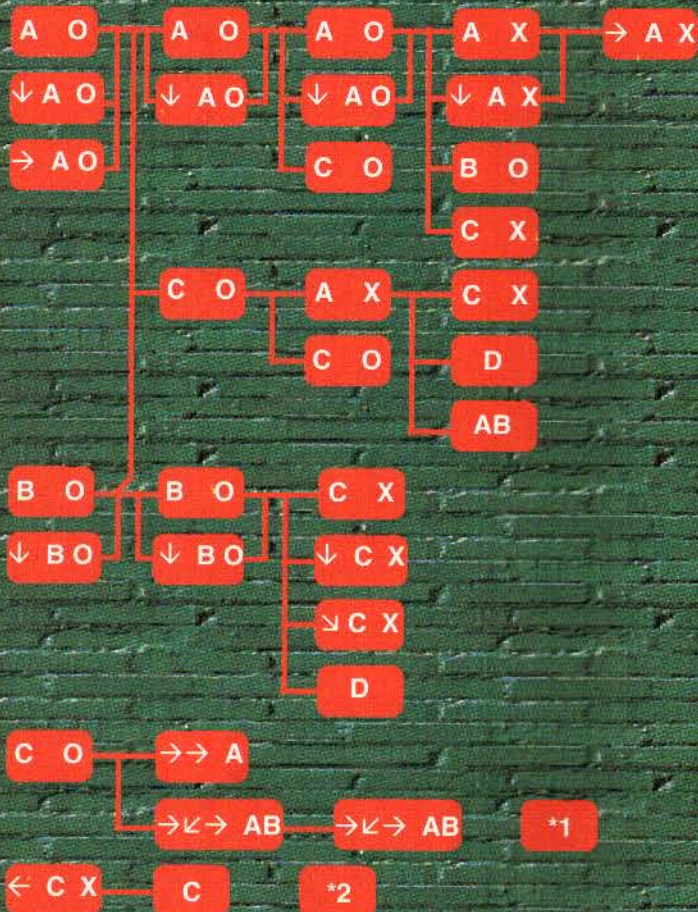 A O A O A O A X → A X
↓ A O ↓ A O ↓ A O ↓ A X
→ A O C O B O
C X
C O A X C X
C O D
AB
B O B O C X
↓ B O ↓ B O ↓ C X
↘ C X
D
C O →→ A
→↙→ AB →↙→ AB *1
← C X C *2